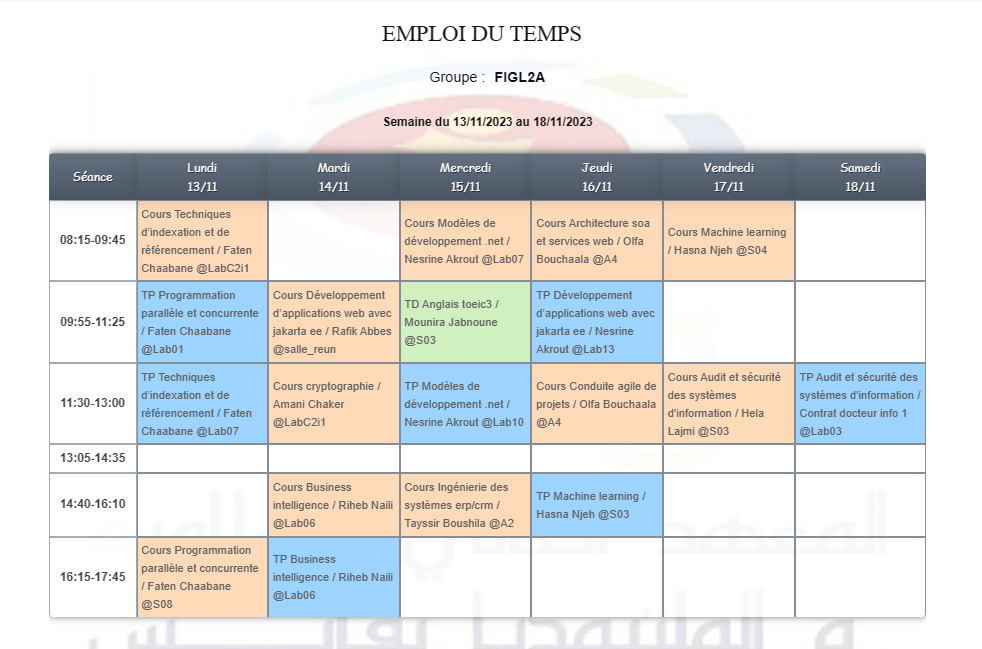 EMPLOI DU TEMPS
Groupe : FIGL2A
Semaine du 13/11/2023 au 18/11/2023
Séance
Lundi
13/11
Mardi
14/11
Mercredi
15/11
Jeudi
16/11
Vendredi
17/11
Samedi
18/11
08:15-09:45
Cours Techniques
d'indexation et de
référencement / Faten
Chaabane @LabC2i1
Cours Modèles de
développement .net /
Nesrine Akrout @Lab07
Cours Architecture soa
et services web / Olfa
Bouchaala @A4
Cours Machine learning
/ Hasna Njeh @S04
09:55-11:25
TP Programmation
parallèle et concurrente
/ Faten Chaabane
@Lab01
Cours Développement
d'applications web avec
jakarta ee / Rafik Abbes
@salle_reun
TD Anglais toeic3 /
Mounira Jabnoune
@S03
TP Développement
d'applications web avec
jakarta ee / Nesrine
Akrout @Lab13
11:30-13:00
TP Techniques
d'indexation et de
référencement / Faten
Chaabane @Lab07
Cours cryptographie /
Amani Chaker
@LabC2i1
TP Modèles de
développement .net /
Nesrine Akrout @Lab10
Cours Conduite agile de
projets / Olfa Bouchaala
@A4
Cours Audit et sécurité
des systèmes
d'information / Hela
Lajmi @S03
TP Audit et sécurité des
systèmes d'information /
Contrat docteur info 1
@Lab03
13:05-14:35
14:40-16:10
Cours Business
intelligence / Riheb Naili
@Lab06
Cours Ingénierie des
systèmes erp/crm /
Tayssir Boushila @A2
TP Machine learning /
Hasna Njeh @S03
16:15-17:45
Cours Programmation
parallèle et concurrente
/ Faten Chaabane
@S08
TP Business
intelligence / Riheb Naili
@Lab06